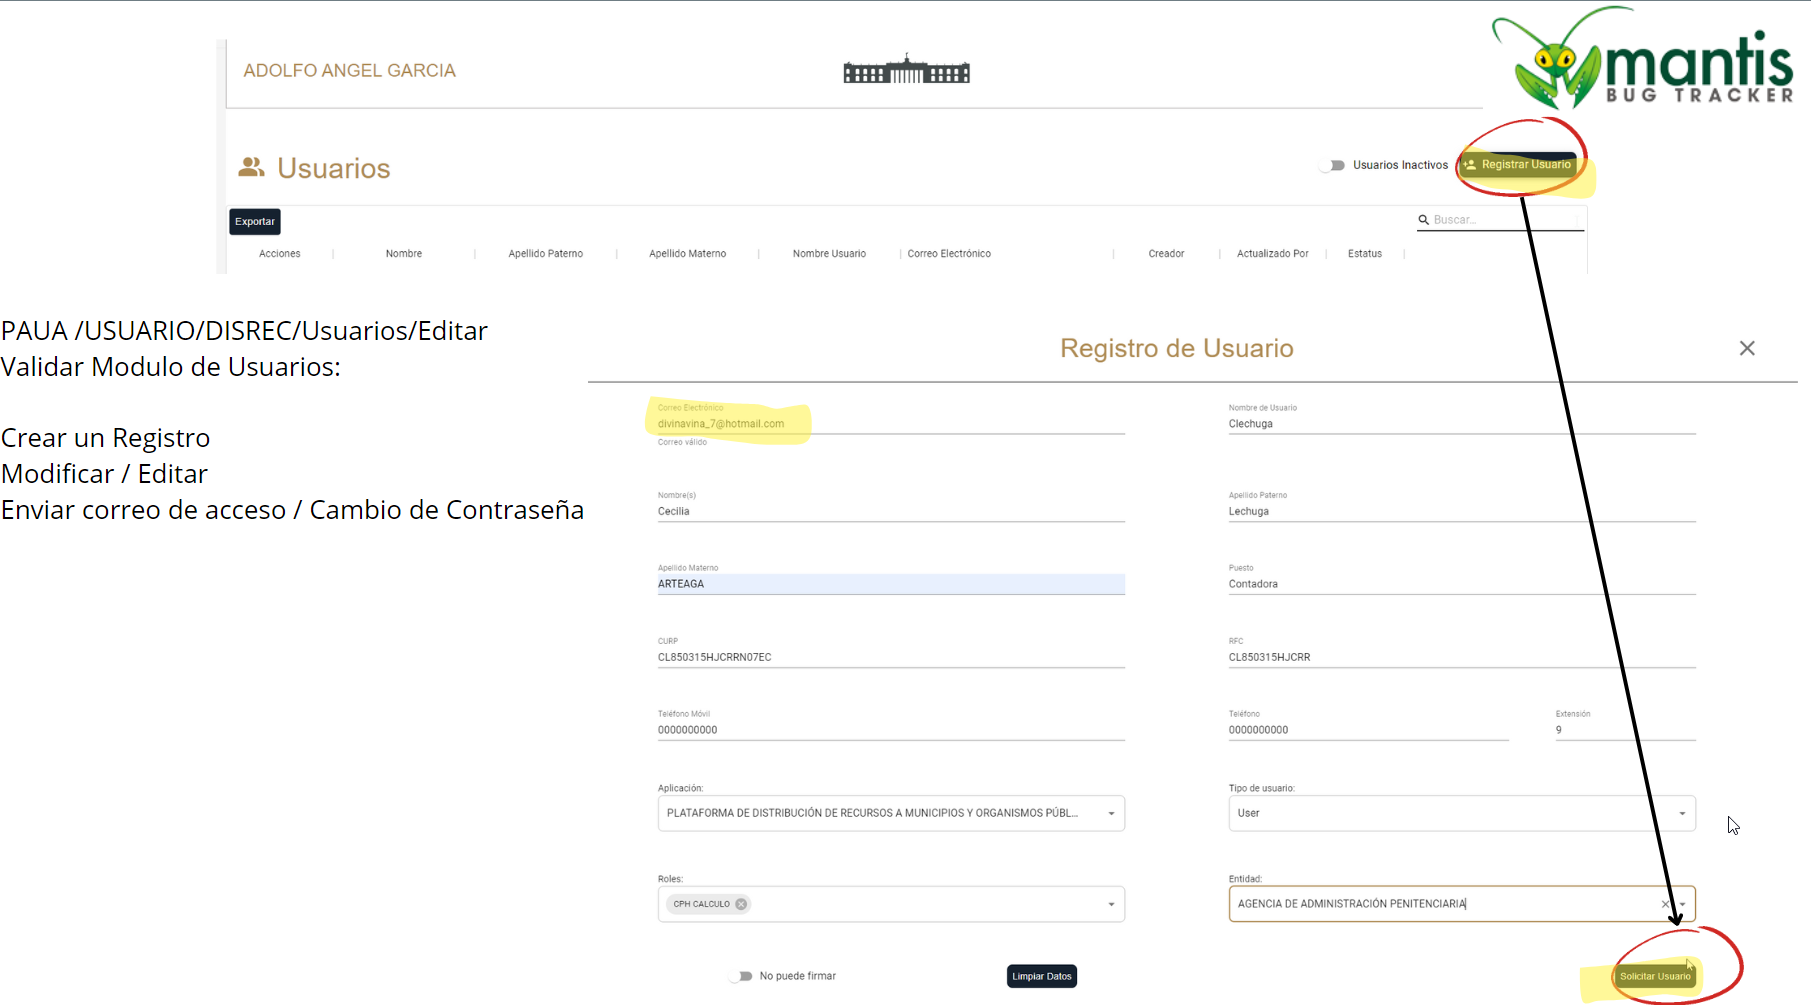 mantis
BUG TRACKER
ADOLFO ANGEL GARCIA
Usuarios
Usuarios Inactivos
Registrar Usuario
Exportar
Buscar...
Acciones Nombre Apellido Paterno Apellido Materno Nombre Usuario Correo Electrónico Creador Actualizado Por Estatus
PAUA /USUARIO/DISREC/Usuarios/Editar
Validar Modulo de Usuarios:
Crear un Registro
Modificar / Editar
Enviar correo de acceso / Cambio de Contraseña
Registro de Usuario
Correo Electrónico
divinavina_7@hotmail.com
Correo válido
Nombre de Usuario
Clechuga
Nombre(s)
Cecilia
Apellido Paterno
Lechuga
Apellido Materno
ARTEAGA
Puesto
Contadora
CURP
CL850315HJCRRN07EC
RFC
CL850315HJCRR
Teléfono Móvil
0000000000
Teléfono
0000000000
Extensión
9
Aplicación:
PLATAFORMA DE DISTRIBUCIÓN DE RECURSOS A MUNICIPIOS Y ORGANISMOS PÚBL...
Tipo de usuario:
User
Roles:
CPH CALCULO
Entidad:
AGENCIA DE ADMINISTRACIÓN PENITENCIARIA
No puede firmar
Limpiar Datos
Solicitar Usuario